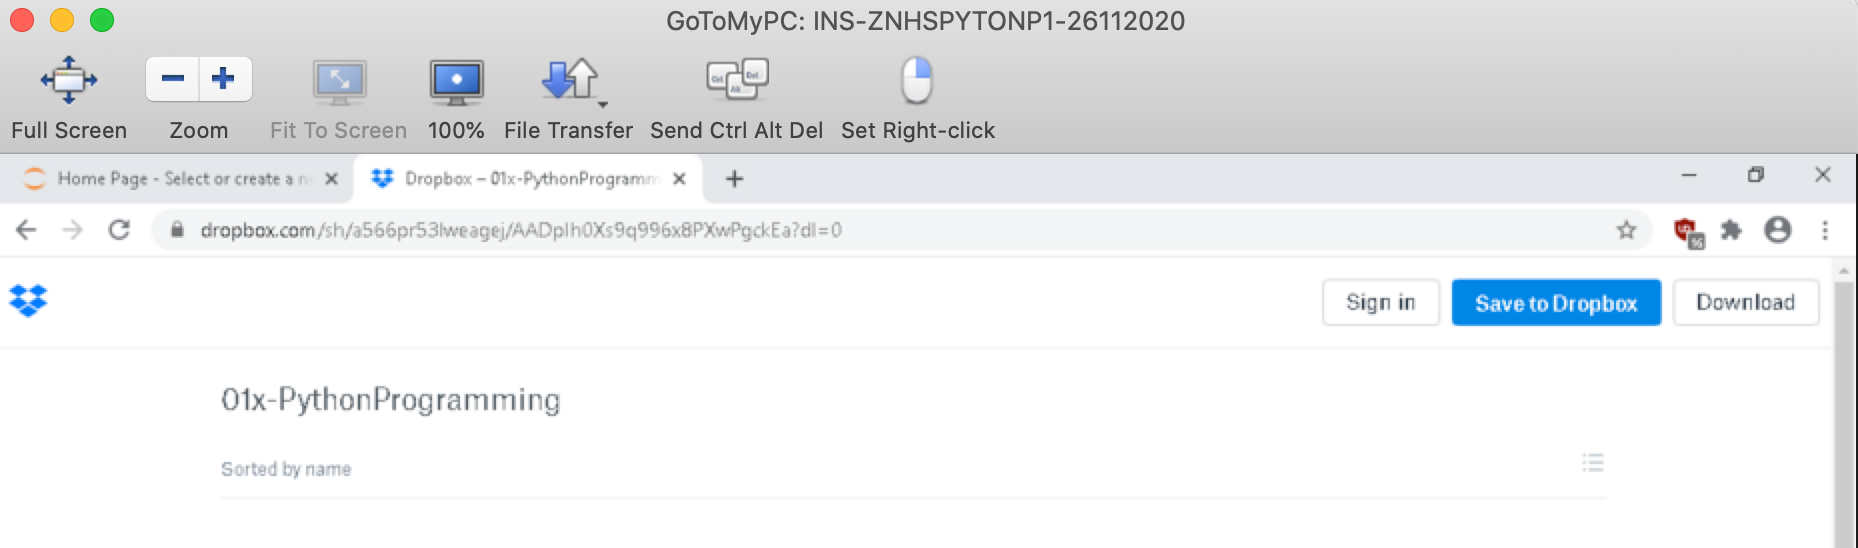 GoToMyPC: INS-ZNHSPYTONP1-26112020
Full Screen
Zoom
Fit To Screen
100%
File Transfer
Send Ctrl Alt Del
Set Right-click
Home Page - Select or create a n
Dropbox – 01x-PythonProgramm
dropbox.com/sh/a566pr53lweagej/AADplh0Xs9q996x8PXwPgckEa?dl=0
Sign in
Save to Dropbox
Download
01x-PythonProgramming
Sorted by name